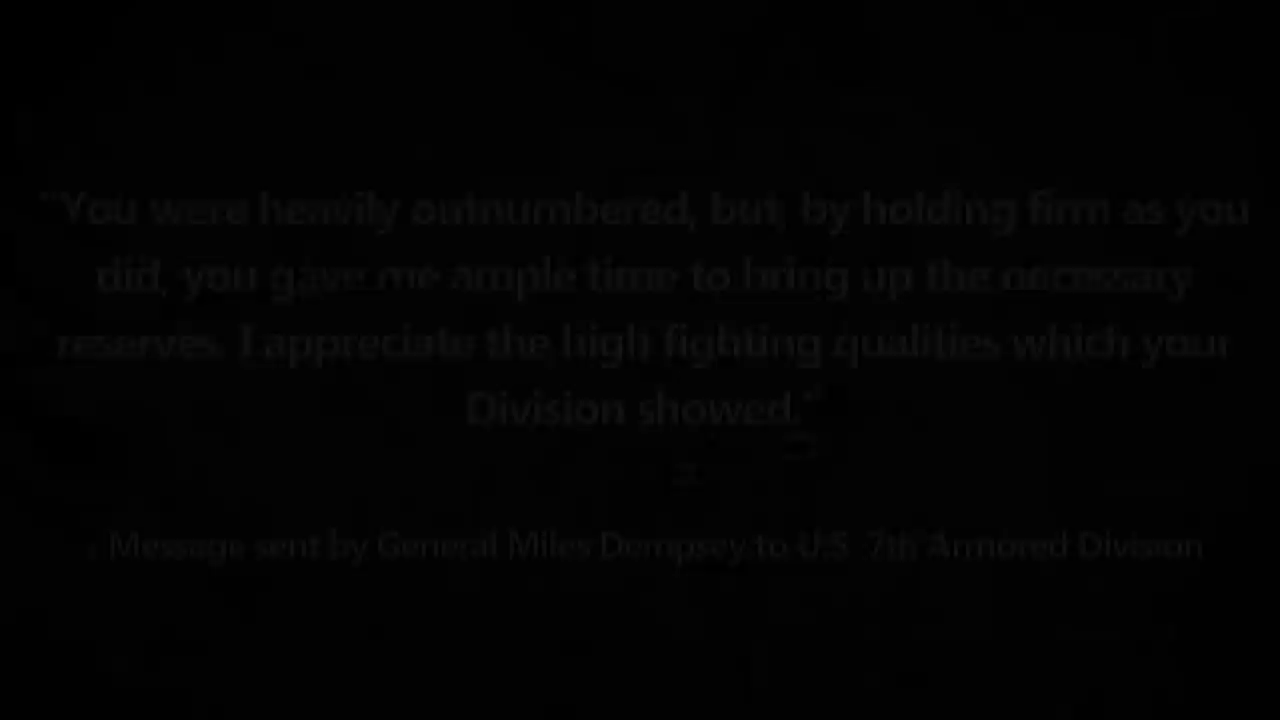 "You were heavily outnumbered, but, by holding firm as you
did, you gave me ample time to bring up the necessary
reserves. I appreciate the high fighting qualities which your
Division showed."
Message sent by General Miles Dempsey to U.S. 7th Armored Division